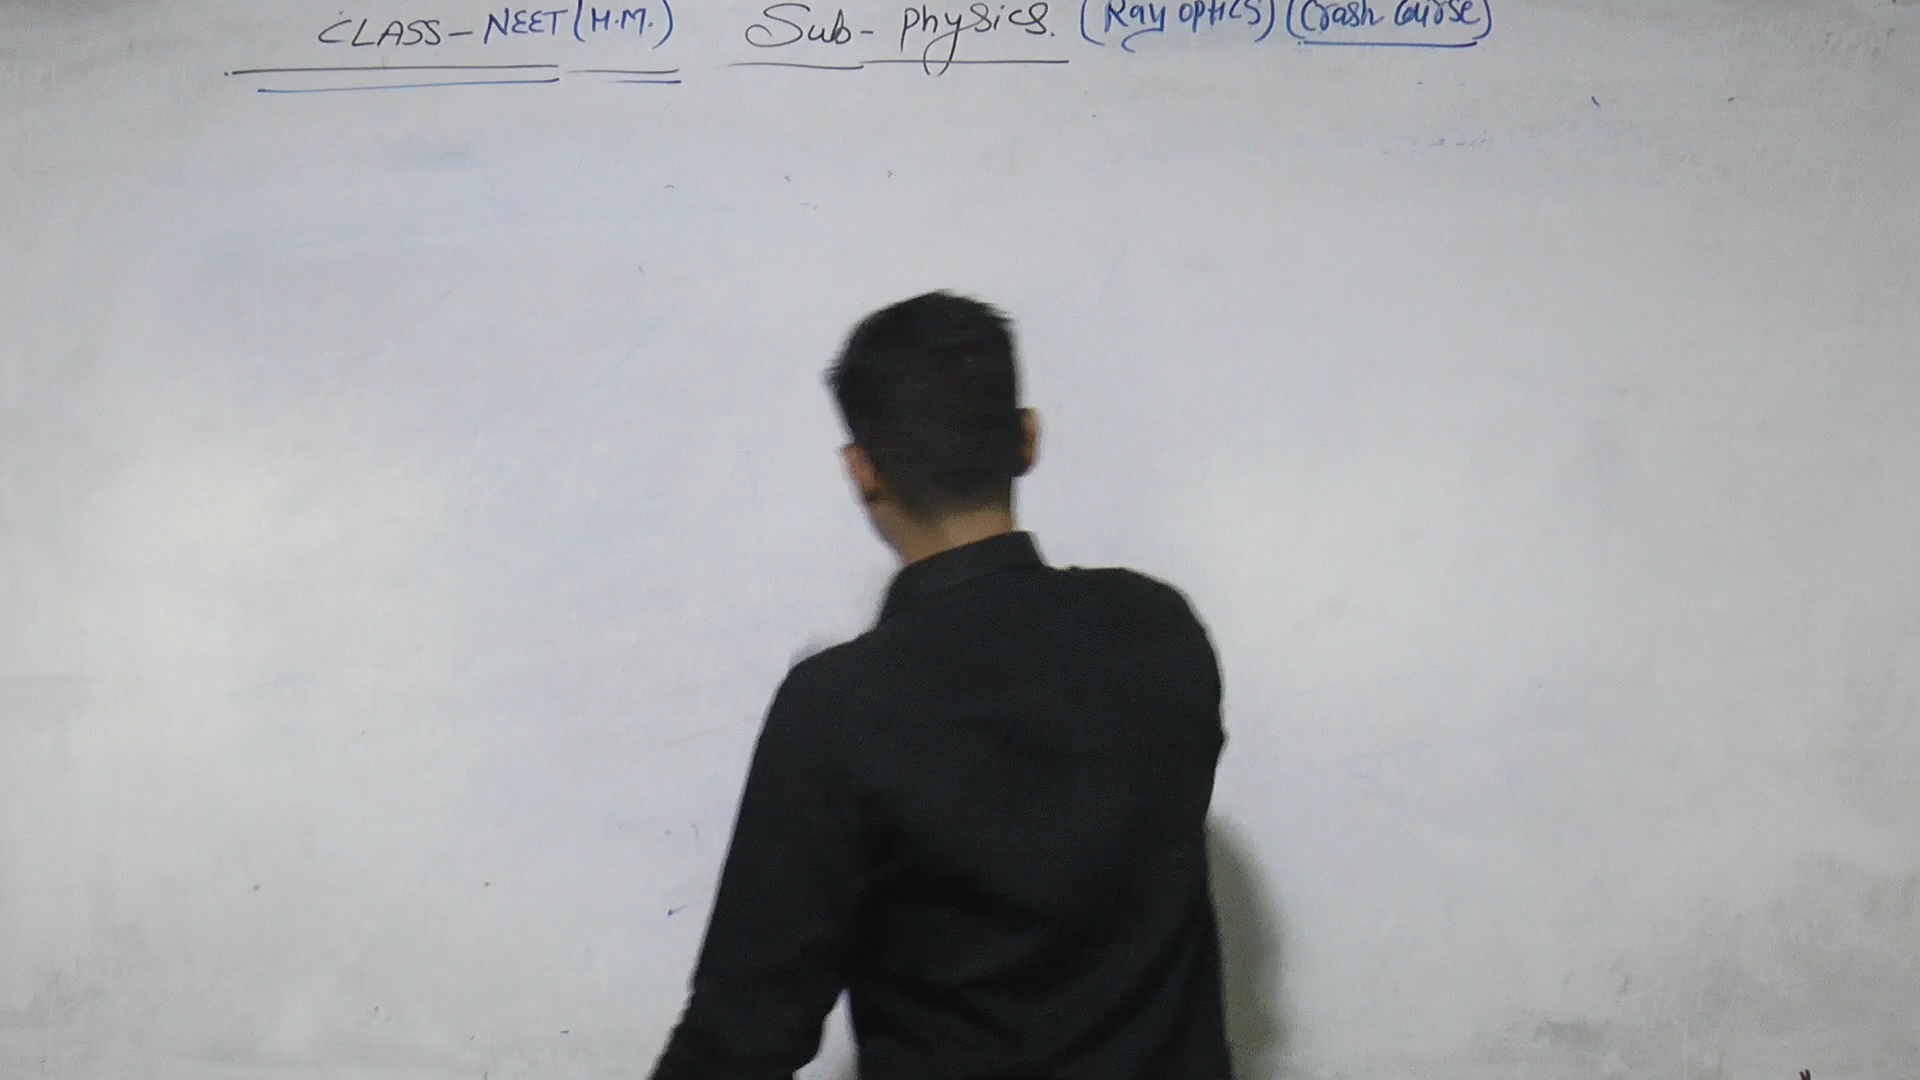 CLASS - NEET (H.M.) Sub - Physics. (Ray optics) (Crash Course)